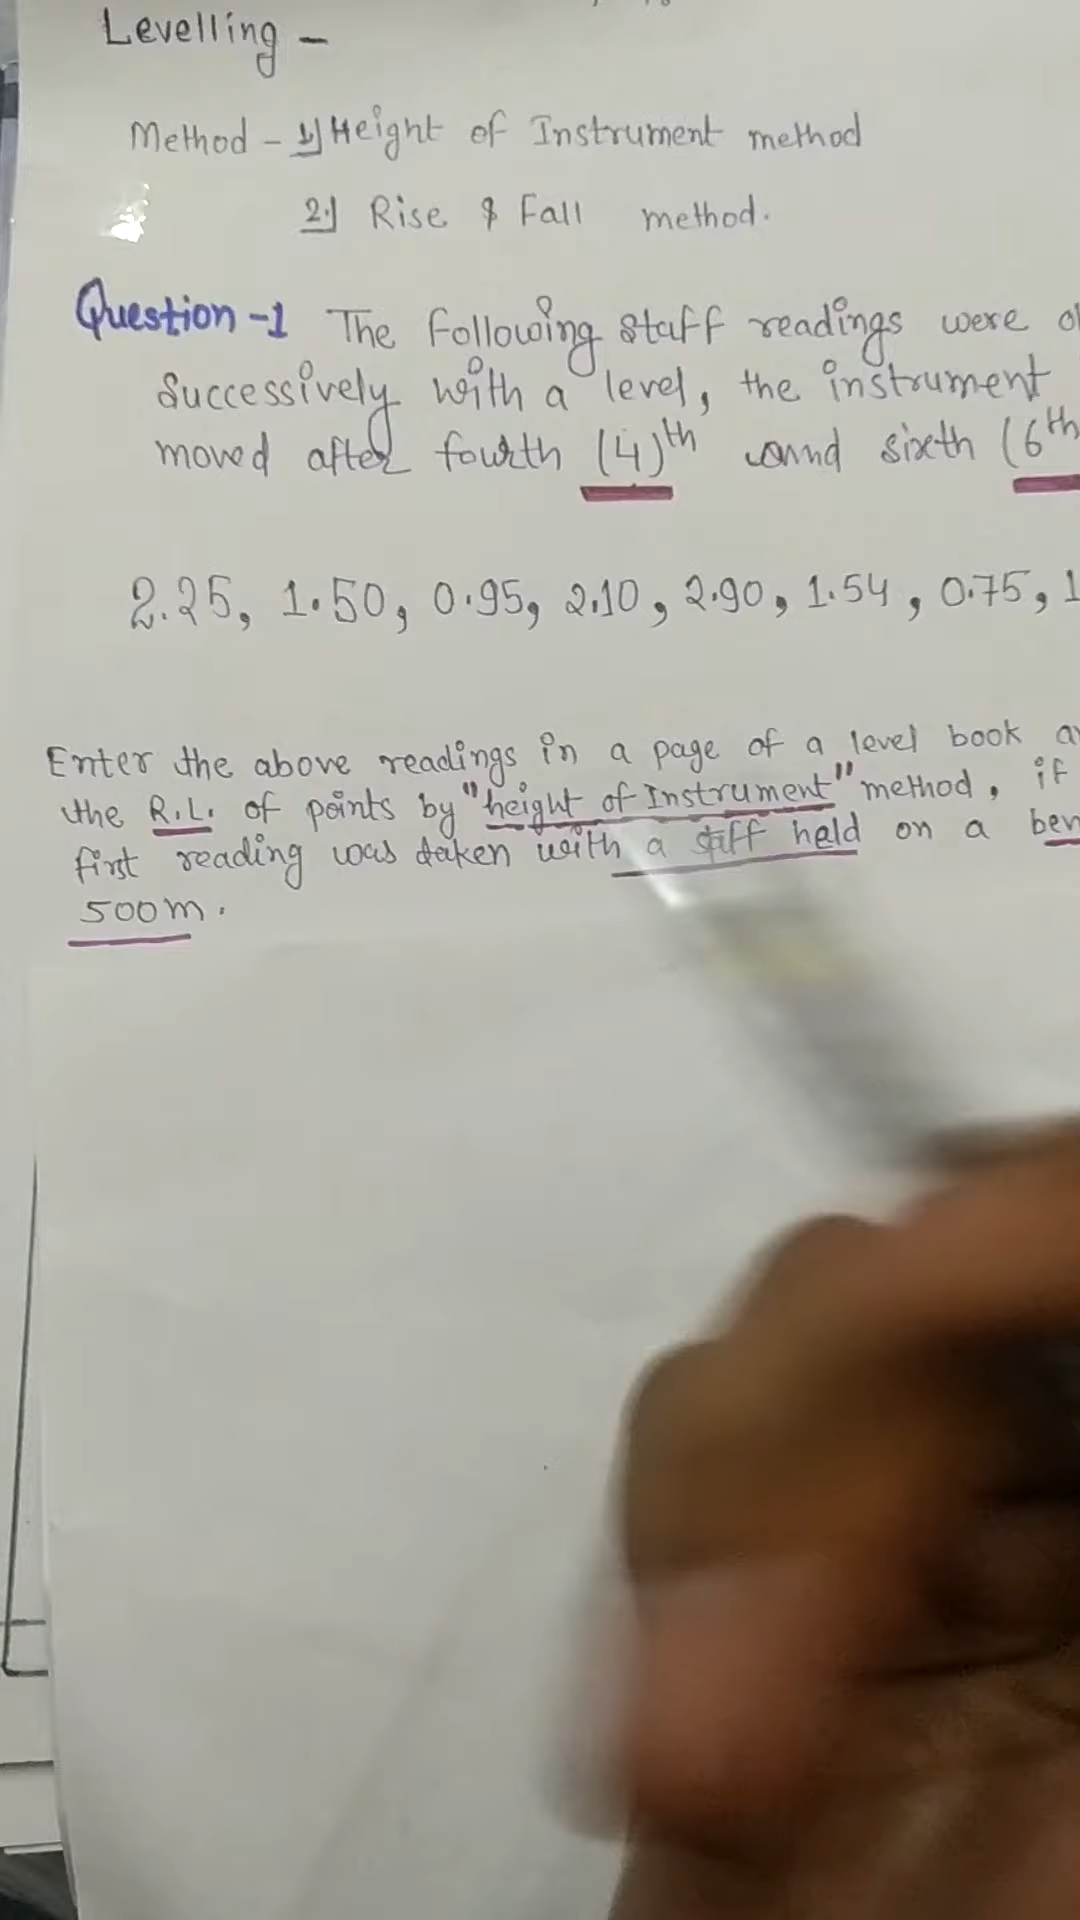 Levelling -
Method - 1) Height of Instrument method
2.) Rise & Fall method.
Question -1 The following staff readings were
Successively with a level, the instrument
moved after fourth (4)th and sixth (6th
2.25, 1.50, 0.95, 2.10, 2.90, 1.54, 0.75, 1
Enter the above readings in a page of a level book
the R.L. of points by "height of Instrument" method, if
first reading was taken with a staff held on a ben
500m.